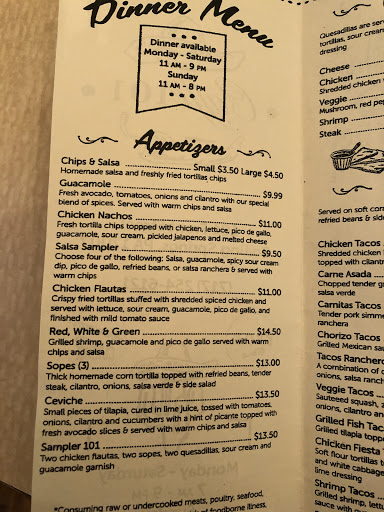 Dinner Menu
Dinner available
Monday - Saturday
11 AM - 9 PM
Sunday
11 AM - 8 PM
Appetizers
Chips & Salsa Small $3.50 Large $4.50
Homemade salsa and freshly fried tortillas chips
Guacamole $9.99
Fresh avocado, tomatoes, onions and cilantro with our special
blend of spices. Served with warm chips and salsa
Chicken Nachos $11.00
Fresh tortilla chips toppped with chicken, lettuce, pico de gallo,
guacamole, sour cream, pickled jalapenos and melted cheese
Salsa Sampler $9.50
Choose four of the following: Salsa, guacamole, spicy sour cream
dip, pico de gallo, refried beans, or salsa ranchera & served with
warm chips
Chicken Flautas $11.00
Crispy fried tortillas stuffed with shredded spiced chicken and
served with lettuce, sour cream, guacamole, pico de gallo, and
finished with mild tomato sauce
Red, White & Green $14.50
Grilled shrimp, guacamole and pico de gallo served with warm
chips and salsa
Sopes (3) $13.00
Thick homemade corn tortilla topped with refried beans, tender
steak, cilantro, onions, salsa verde & side salad
Ceviche $13.50
Small pieces of tilapia, cured in lime juice, tossed with tomatoes,
onions, cilantro and cucumbers with a hint of picante topped with
fresh avocado slices & served with warm chips and salsa
Sampler 101 $13.50
Two chicken flautas, two sopes, two quesadillas, sour cream and
guacamole garnish
*Consuming raw or undercooked meats, poultry, seafood,
of foodborne illness,
Quesadillas are serv
tortillas, sour cream
dressing
Cheese
Chicken
Shredded chicken
Veggie
Mushroom, red pe
Shrimp
Steak
Served on soft cor
refried beans & side
Chicken Tacos
Shredded chicken
topped with cilant
Carne Asada
Chopped tender g
salsa verde
Carnitas Tacos
Tender pork simme
ranchera
Chorizo Tacos
Grilled Mexican sau
Tacos Ranchero
A combination of c
onions, salsa ranch
Veggie Tacos
Sauteeed squash, z
onions, cilantro an
Grilled Fish Tac
Grilled tilapia toppe
Chicken Fiesta
Soft flour tortillas t
and white cabbage
lime dressing
Shrimp Tacos
Grilled shrimp, lett
sauce with